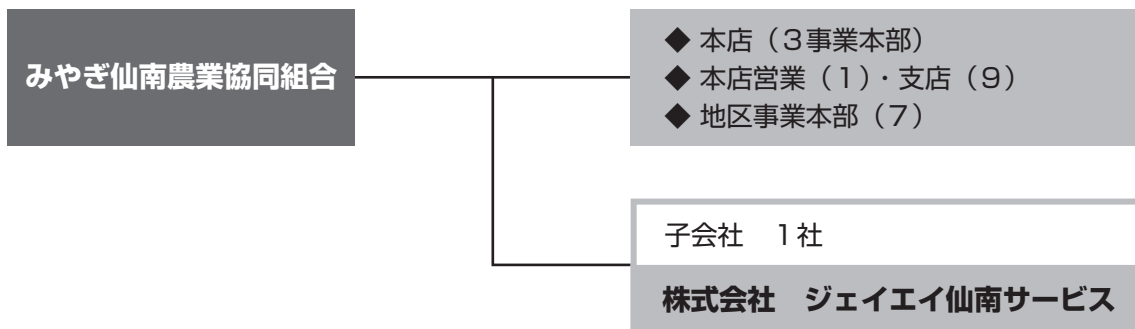 みやぎ仙南農業協同組合
◆ 本店（３事業本部）
◆ 本店営業（１）・支店（９）
◆ 地区事業本部（７）
子会社　１社
株式会社　ジェイエイ仙南サービス